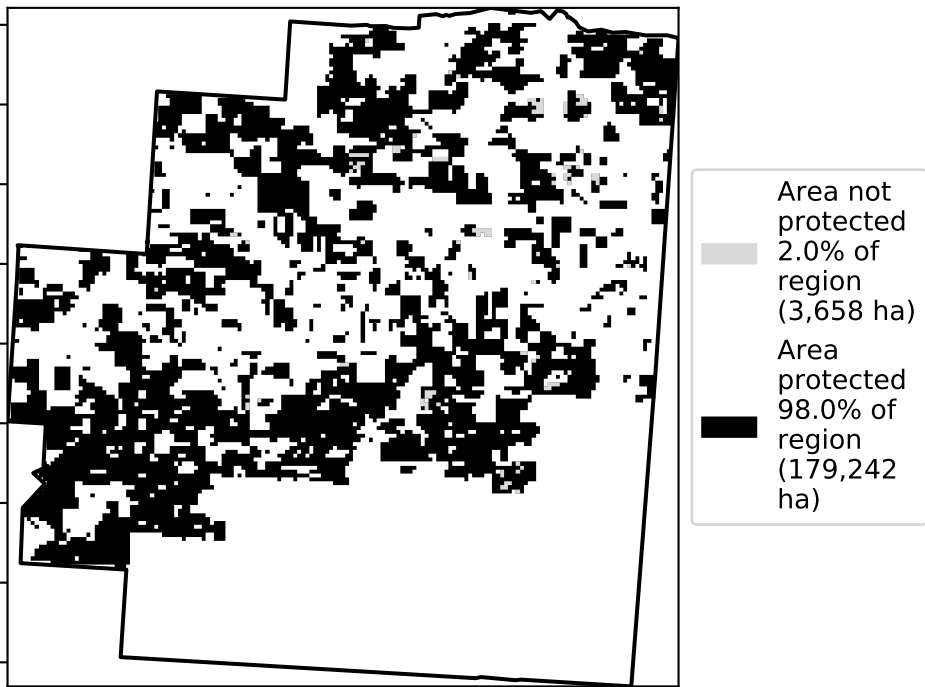 Area not
protected
2.0% of
region
(3,658 ha)
Area
protected
98.0% of
region
(179,242
ha)